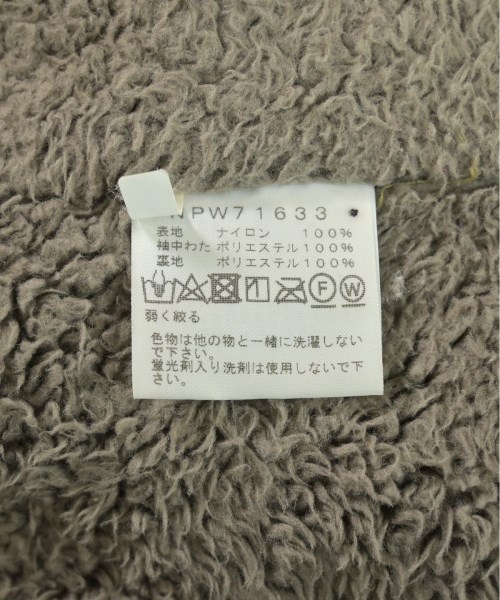 NPW71633
表地 ナイロン 100%
袖中わた ポリエステル100%
裏地 ポリエステル100%
F W
弱く絞る
色物は他の物と一緒に洗濯しない
で下さい。
蛍光剤入り洗剤は使用しないで下
さい。